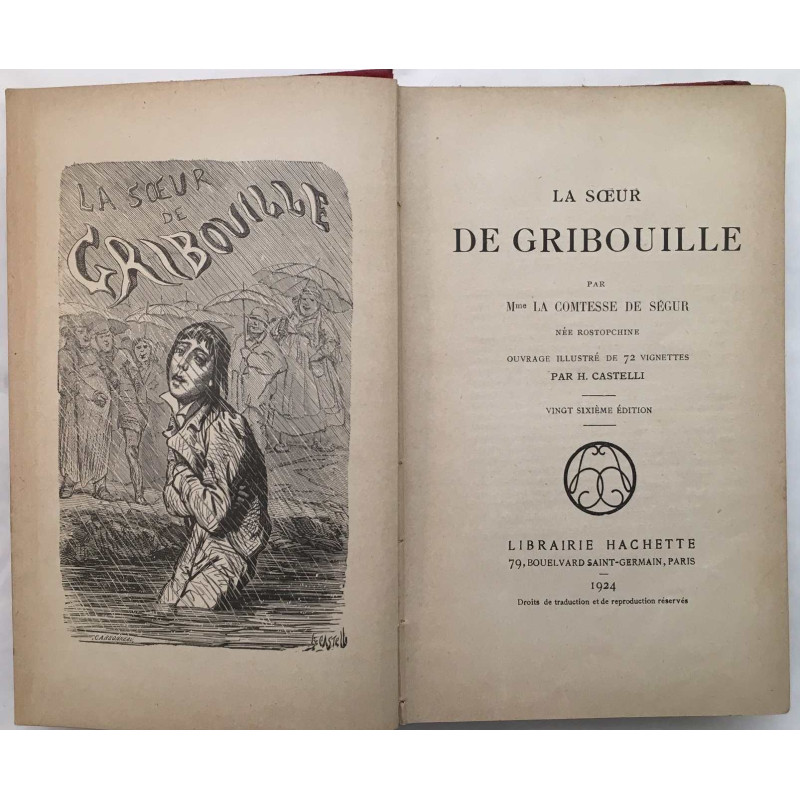 LA SŒUR
DE
GRIBOUILLE
H. CASTELLI
LA SŒUR
DE GRIBOUILLE
PAR
Mme LA COMTESSE DE SÉGUR
NÉE ROSTOPCHINE
OUVRAGE ILLUSTRÉ DE 72 VIGNETTES
PAR H. CASTELLI
VINGT SIXIÈME ÉDITION
LIBRAIRIE HACHETTE
79, BOUELVARD SAINT-GERMAIN, PARIS
1924
Droits de traduction et de reproduction réservés